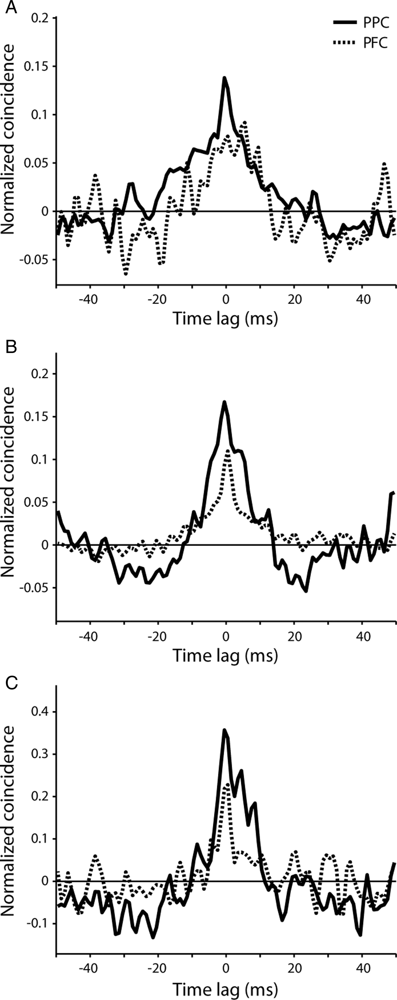 A
0.2
0.15
0.1
0.05
0
-0.05
Normalized coincidence
PPC
PFC
-40 -20 0 20 40
Time lag (ms)
B
0.2
0.15
0.1
0.05
0
-0.05
Normalized coincidence
-40 -20 0 20 40
Time lag (ms)
C
0.4
0.3
0.2
0.1
0
-0.1
Normalized coincidence
-40 -20 0 20 40
Time lag (ms)